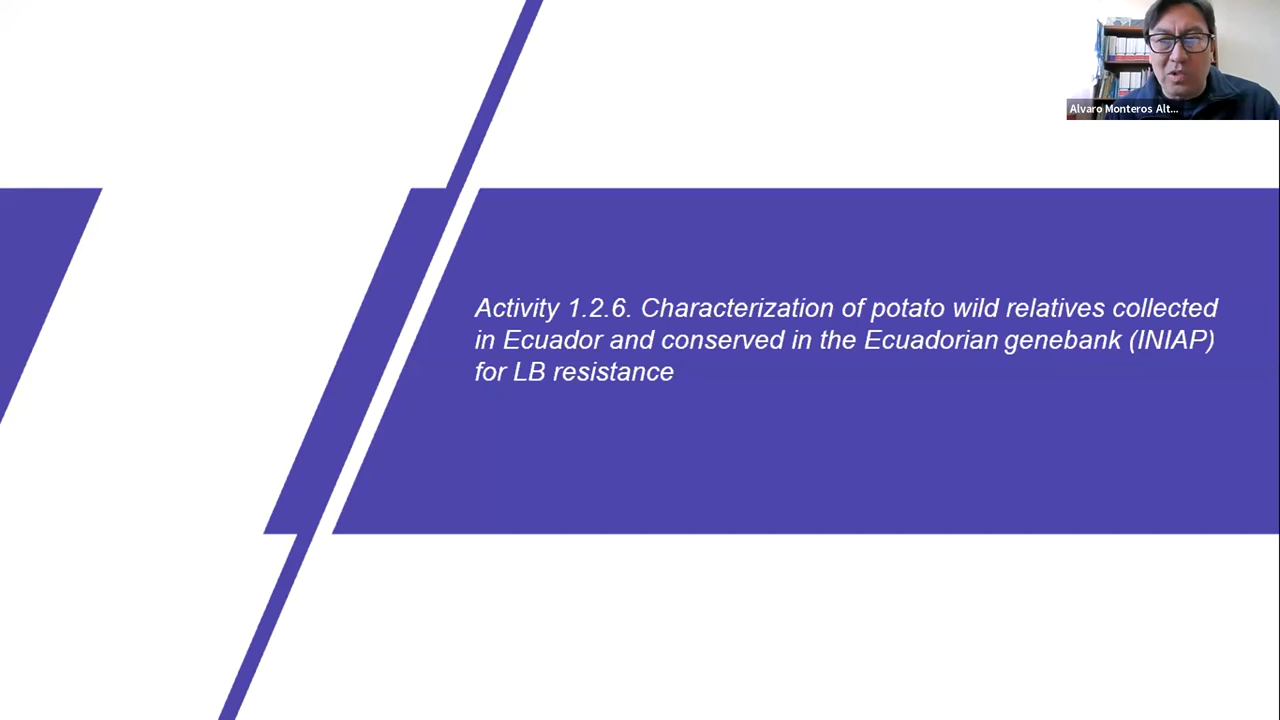 Alvaro Monteros Alt...
Activity 1.2.6. Characterization of potato wild relatives collected
in Ecuador and conserved in the Ecuadorian genebank (INIAP)
for LB resistance